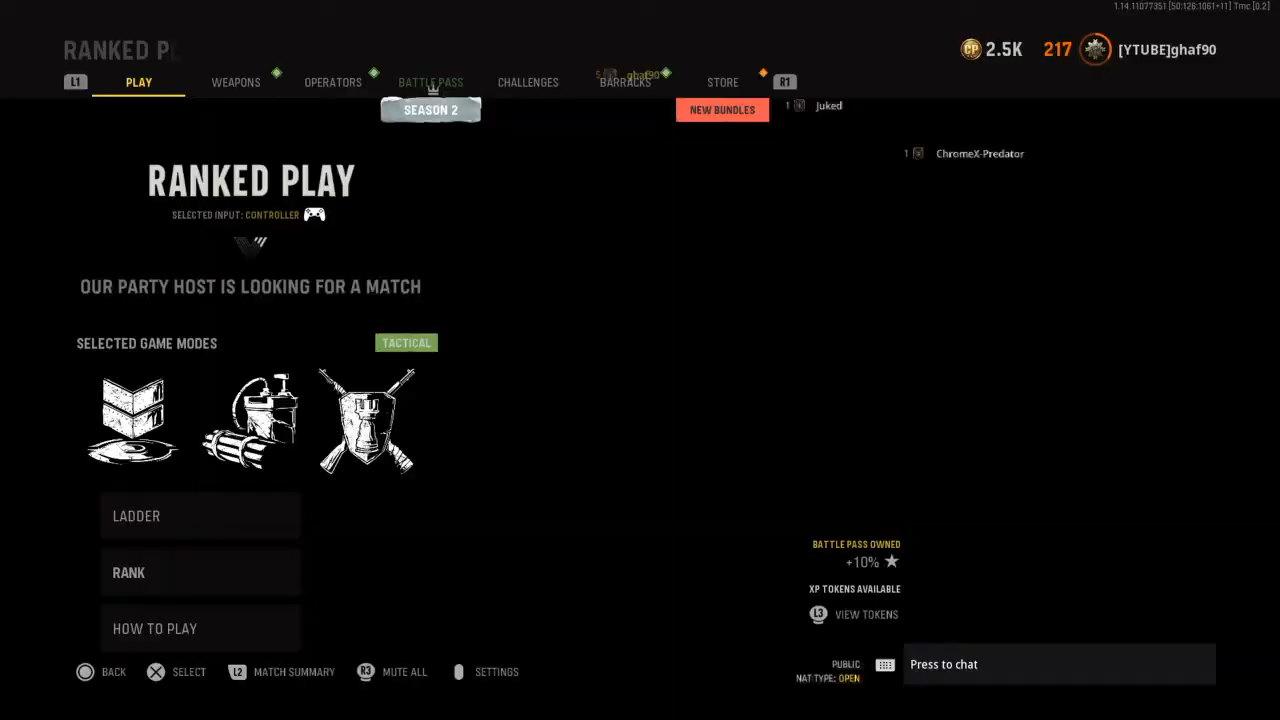 1.14.11077351 [50:126:1061+11] Tmc [0.2]
RANKED PL
CP 2.5K 217 [YTUBE]ghaf90
L1 PLAY WEAPONS OPERATORS BATTLE PASS CHALLENGES BARRACKS STORE R1
5 ghaf90
SEASON 2
NEW BUNDLES
1 Juked
1 ChromeX-Predator
RANKED PLAY
SELECTED INPUT: CONTROLLER
OUR PARTY HOST IS LOOKING FOR A MATCH
SELECTED GAME MODES
TACTICAL
LADDER
RANK
HOW TO PLAY
BATTLE PASS OWNED
+10%
XP TOKENS AVAILABLE
L3 VIEW TOKENS
PUBLIC
NAT TYPE: OPEN
Press to chat
BACK SELECT L2 MATCH SUMMARY R3 MUTE ALL SETTINGS